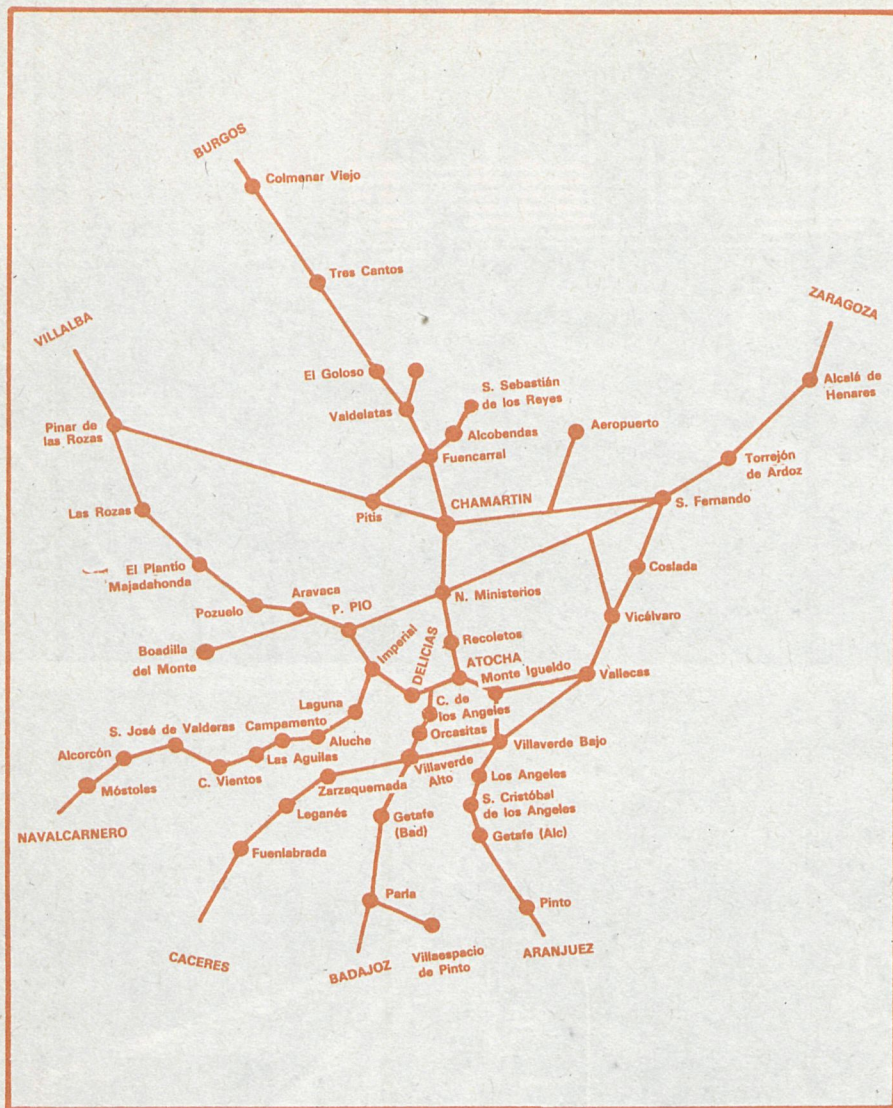 BURGOS
Colmenar Viejo
Tres Cantos
ZARAGOZA
VILLALBA
El Goloso
S. Sebastián
de los Reyes
Alcalá de
Henares
Valdelatas
Pinar de
las Rozas
Alcobendas
Aeropuerto
Fuencarral
Torrejón
de Ardoz
CHAMARTIN
S. Fernando
Las Rozas
Pitis
El Plantío
Majadahonda
Coslada
Aravaca
N. Ministerios
Pozuelo
P. PIO
Vicálvaro
Imperial
DELICIAS
Recoletos
Boadilla
del Monte
ATOCHA
Monte Igueldo
Vallecas
Laguna
C. de
los Angeles
S. José de Valderas
Campamento
Orcasitas
Aluche
Villaverde Bajo
Alcorcón
Las Aguilas
C. Vientos
Villaverde
Alto
Los Angeles
Móstoles
Zarzaquemada
S. Cristóbal
de los Angeles
Leganés
Getafe
(Bad)
NAVALCARNERO
Getafe (Alc)
Fuenlabrada
Parla
Pinto
Villaespacio
de Pinto
CACERES
BADAJOZ
ARANJUEZ